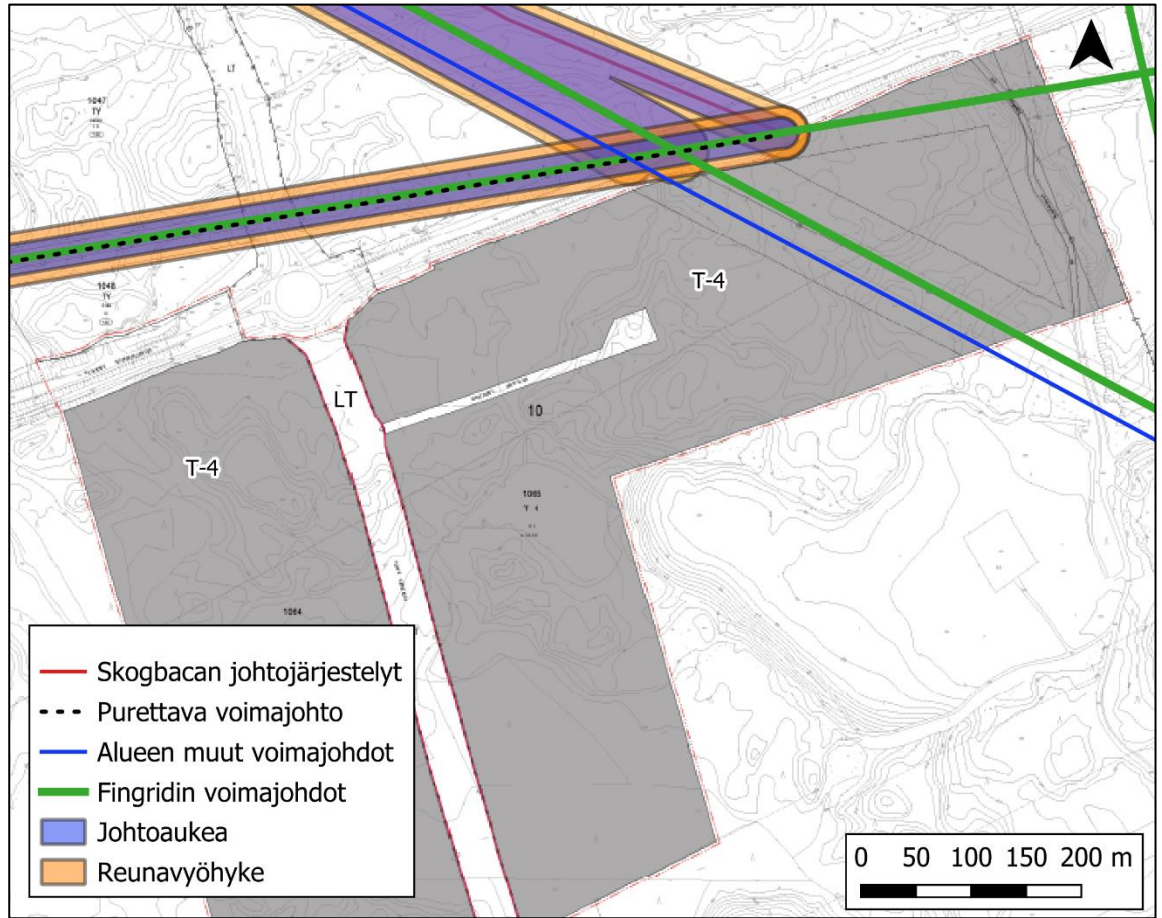 LT
1047
TY
1048
TY
T-4
LT
10
T-4
1065
1064
Skogbacan johtojärjestelyt
Purettava voimajohto
Alueen muut voimajohdot
Fingridin voimajohdot
Johtoaukea
Reunavyöhyke
0 50 100 150 200 m